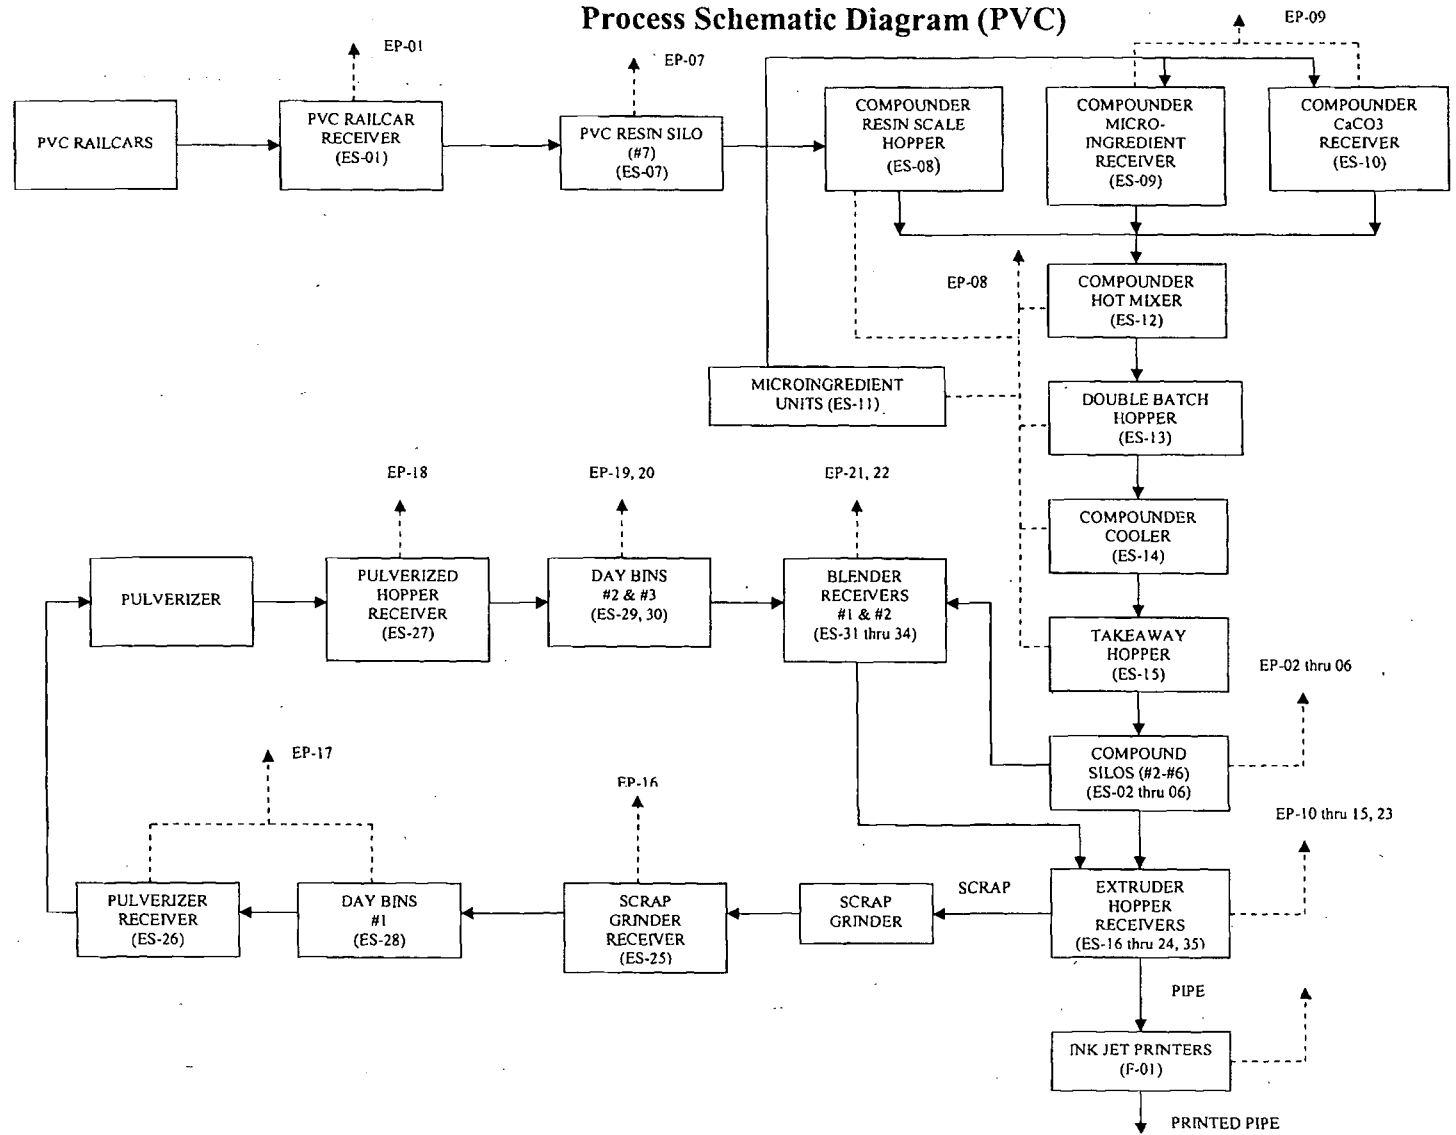 Process Schematic Diagram (PVC)
EP-01
EP-07
EP-09
PVC RAILCARS
PVC RAILCAR
RECEIVER
(ES-01)
PVC RESIN SILO
(#7)
(ES-07)
COMPOUNDER
RESIN SCALE
HOPPER
(ES-08)
COMPOUNDER
MICRO-
INGREDIENT
RECEIVER
(ES-09)
COMPOUNDER
CaCO3
RECEIVER
(ES-10)
EP-08
COMPOUNDER
HOT MIXER
(ES-12)
MICROINGREDIENT
UNITS (ES-11)
DOUBLE BATCH
HOPPER
(ES-13)
EP-18
EP-19, 20
EP-21, 22
COMPOUNDER
COOLER
(ES-14)
PULVERIZER
PULVERIZED
HOPPER
RECEIVER
(ES-27)
DAY BINS
#2 & #3
(ES-29, 30)
BLENDER
RECEIVERS
#1 & #2
(ES-31 thru 34)
TAKEAWAY
HOPPER
(ES-15)
EP-02 thru 06
EP-17
COMPOUND
SILOS (#2-#6)
(ES-02 thru 06)
EP-16
EP-10 thru 15, 23
PULVERIZER
RECEIVER
(ES-26)
DAY BINS
#1
(ES-28)
SCRAP
GRINDER
RECEIVER
(ES-25)
SCRAP
GRINDER
SCRAP
EXTRUDER
HOPPER
RECEIVERS
(ES-16 thru 24, 35)
PIPE
INK JET PRINTERS
(F-01)
PRINTED PIPE